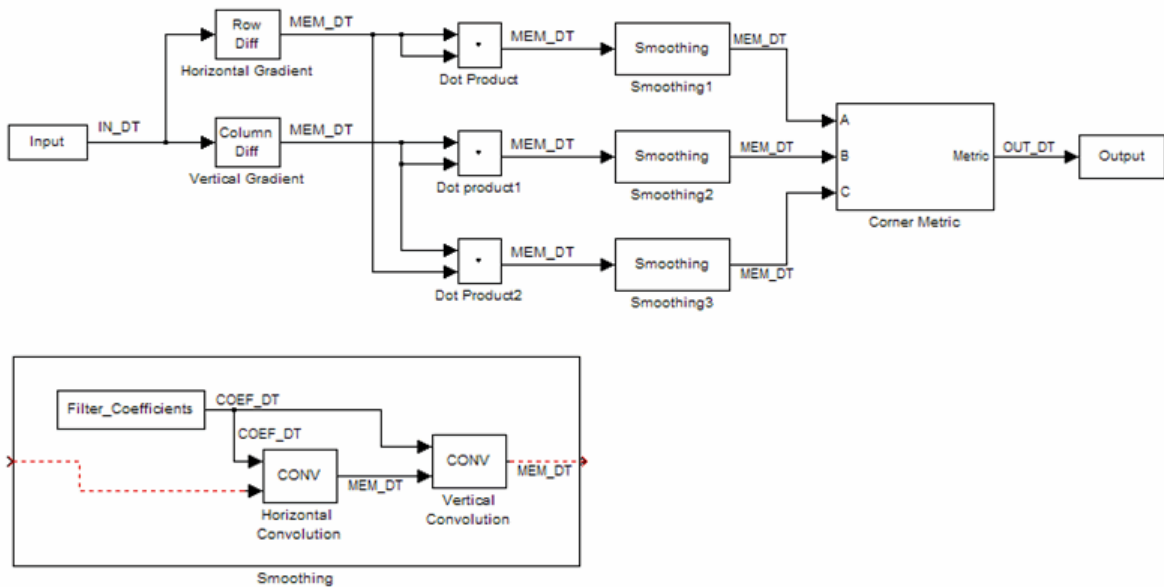 Row
Diff
MEM_DT
Horizontal Gradient
MEM_DT
Dot Product
Smoothing
Smoothing1
MEM_DT
Input
IN_DT
Column
Diff
MEM_DT
Vertical Gradient
MEM_DT
Dot product1
Smoothing
Smoothing2
MEM_DT
A
B
C
Metric
Corner Metric
OUT_DT
Output
MEM_DT
Dot Product2
Smoothing
Smoothing3
MEM_DT
Filter_Coefficients
COEF_DT
COEF_DT
CONV
Horizontal
Convolution
MEM_DT
CONV
Vertical
Convolution
MEM_DT
Smoothing